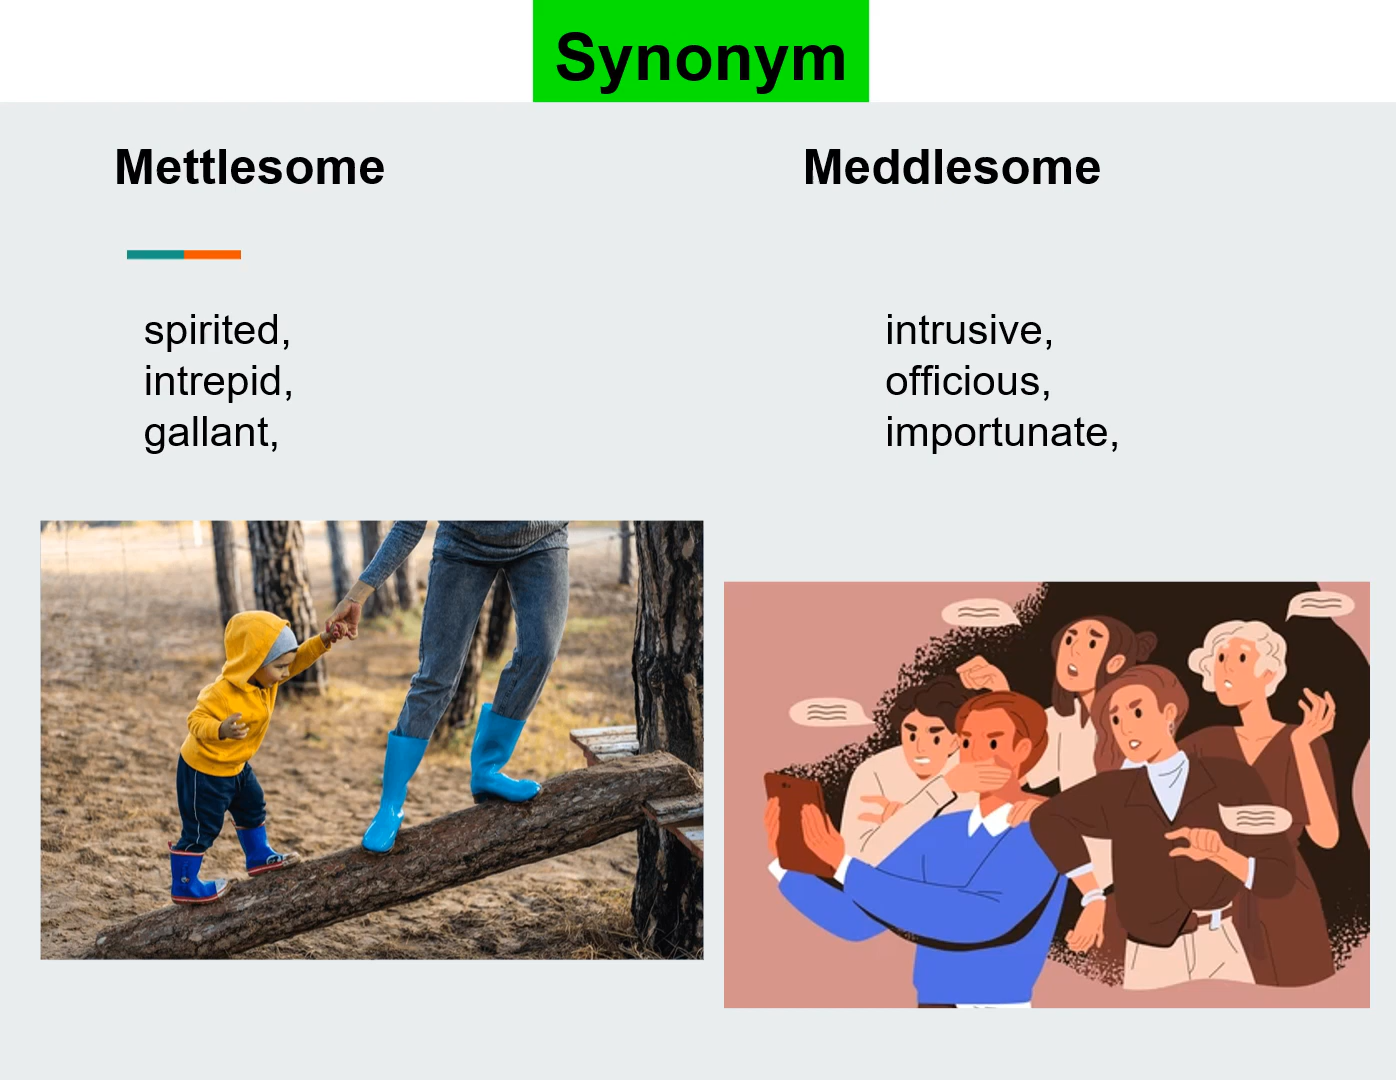 Synonym
Mettlesome
spirited,
intrepid,
gallant,
Meddlesome
intrusive,
officious,
importunate,